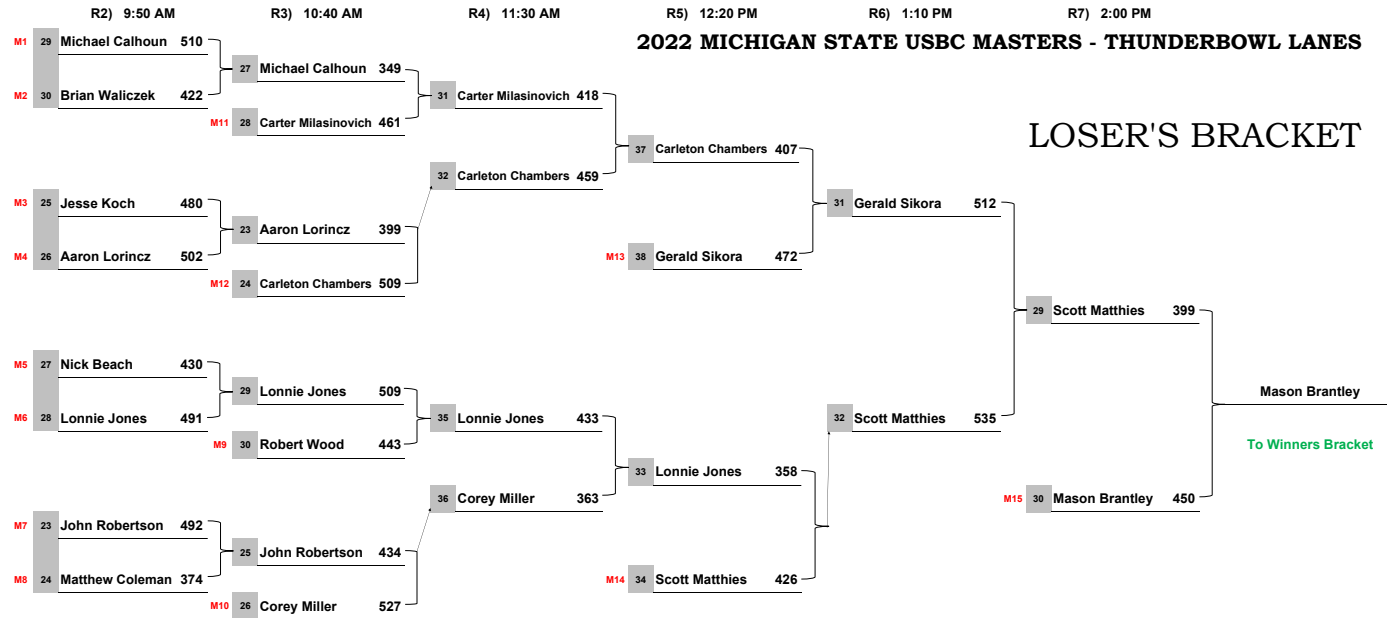 R2) 9:50 AM R3) 10:40 AM R4) 11:30 AM R5) 12:20 PM R6) 1:10 PM R7) 2:00 PM
M1 29 Michael Calhoun 510
2022 MICHIGAN STATE USBC MASTERS - THUNDERBOWL LANES
27 Michael Calhoun 349
M2 30 Brian Waliczek 422
31 Carter Milasinovich 418
M11 28 Carter Milasinovich 461
LOSER'S BRACKET
37 Carleton Chambers 407
32 Carleton Chambers 459
M3 25 Jesse Koch 480
31 Gerald Sikora 512
23 Aaron Lorincz 399
M4 26 Aaron Lorincz 502
M13 38 Gerald Sikora 472
M12 24 Carleton Chambers 509
29 Scott Matthies 399
M5 27 Nick Beach 430
29 Lonnie Jones 509
Mason Brantley
M6 28 Lonnie Jones 491
35 Lonnie Jones 433
32 Scott Matthies 535
M9 30 Robert Wood 443
To Winners Bracket
33 Lonnie Jones 358
36 Corey Miller 363
M15 30 Mason Brantley 450
M7 23 John Robertson 492
25 John Robertson 434
M8 24 Matthew Coleman 374
M14 34 Scott Matthies 426
M10 26 Corey Miller 527